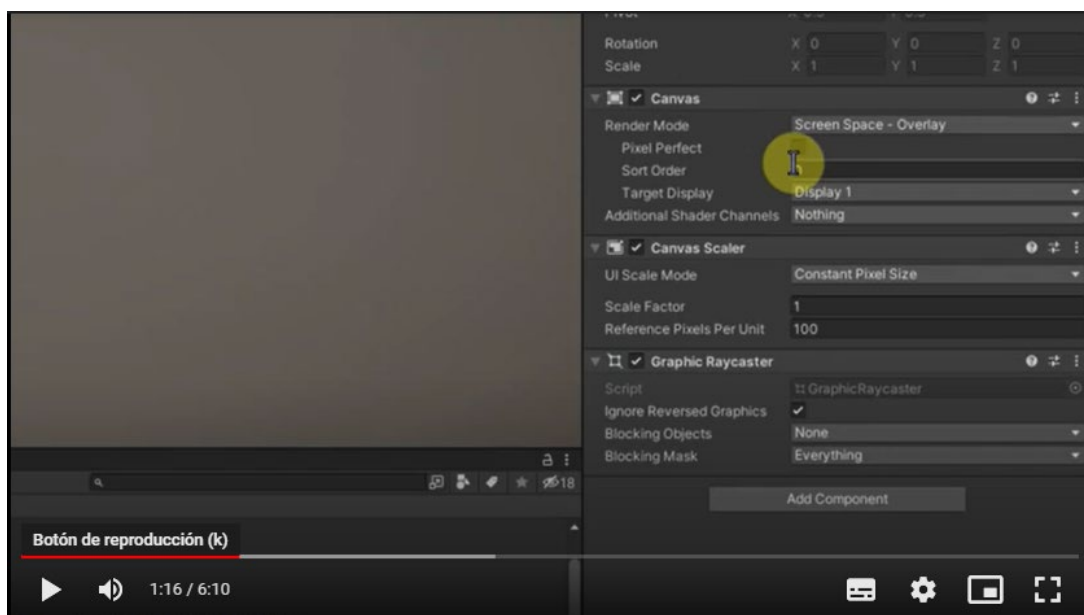 Rotation X 0 Y 0 Z 0
Scale X 1 Y 1 Z 1
Canvas
Render Mode Screen Space - Overlay
Pixel Perfect
Sort Order
Target Display Display 1
Additional Shader Channels Nothing
Canvas Scaler
UI Scale Mode Constant Pixel Size
Scale Factor 1
Reference Pixels Per Unit 100
Graphic Raycaster
Script GraphicRaycaster
Ignore Reversed Graphics
Blocking Objects None
Blocking Mask Everything
18
Add Component
Botón de reproducción (k)
1:16 / 6:10